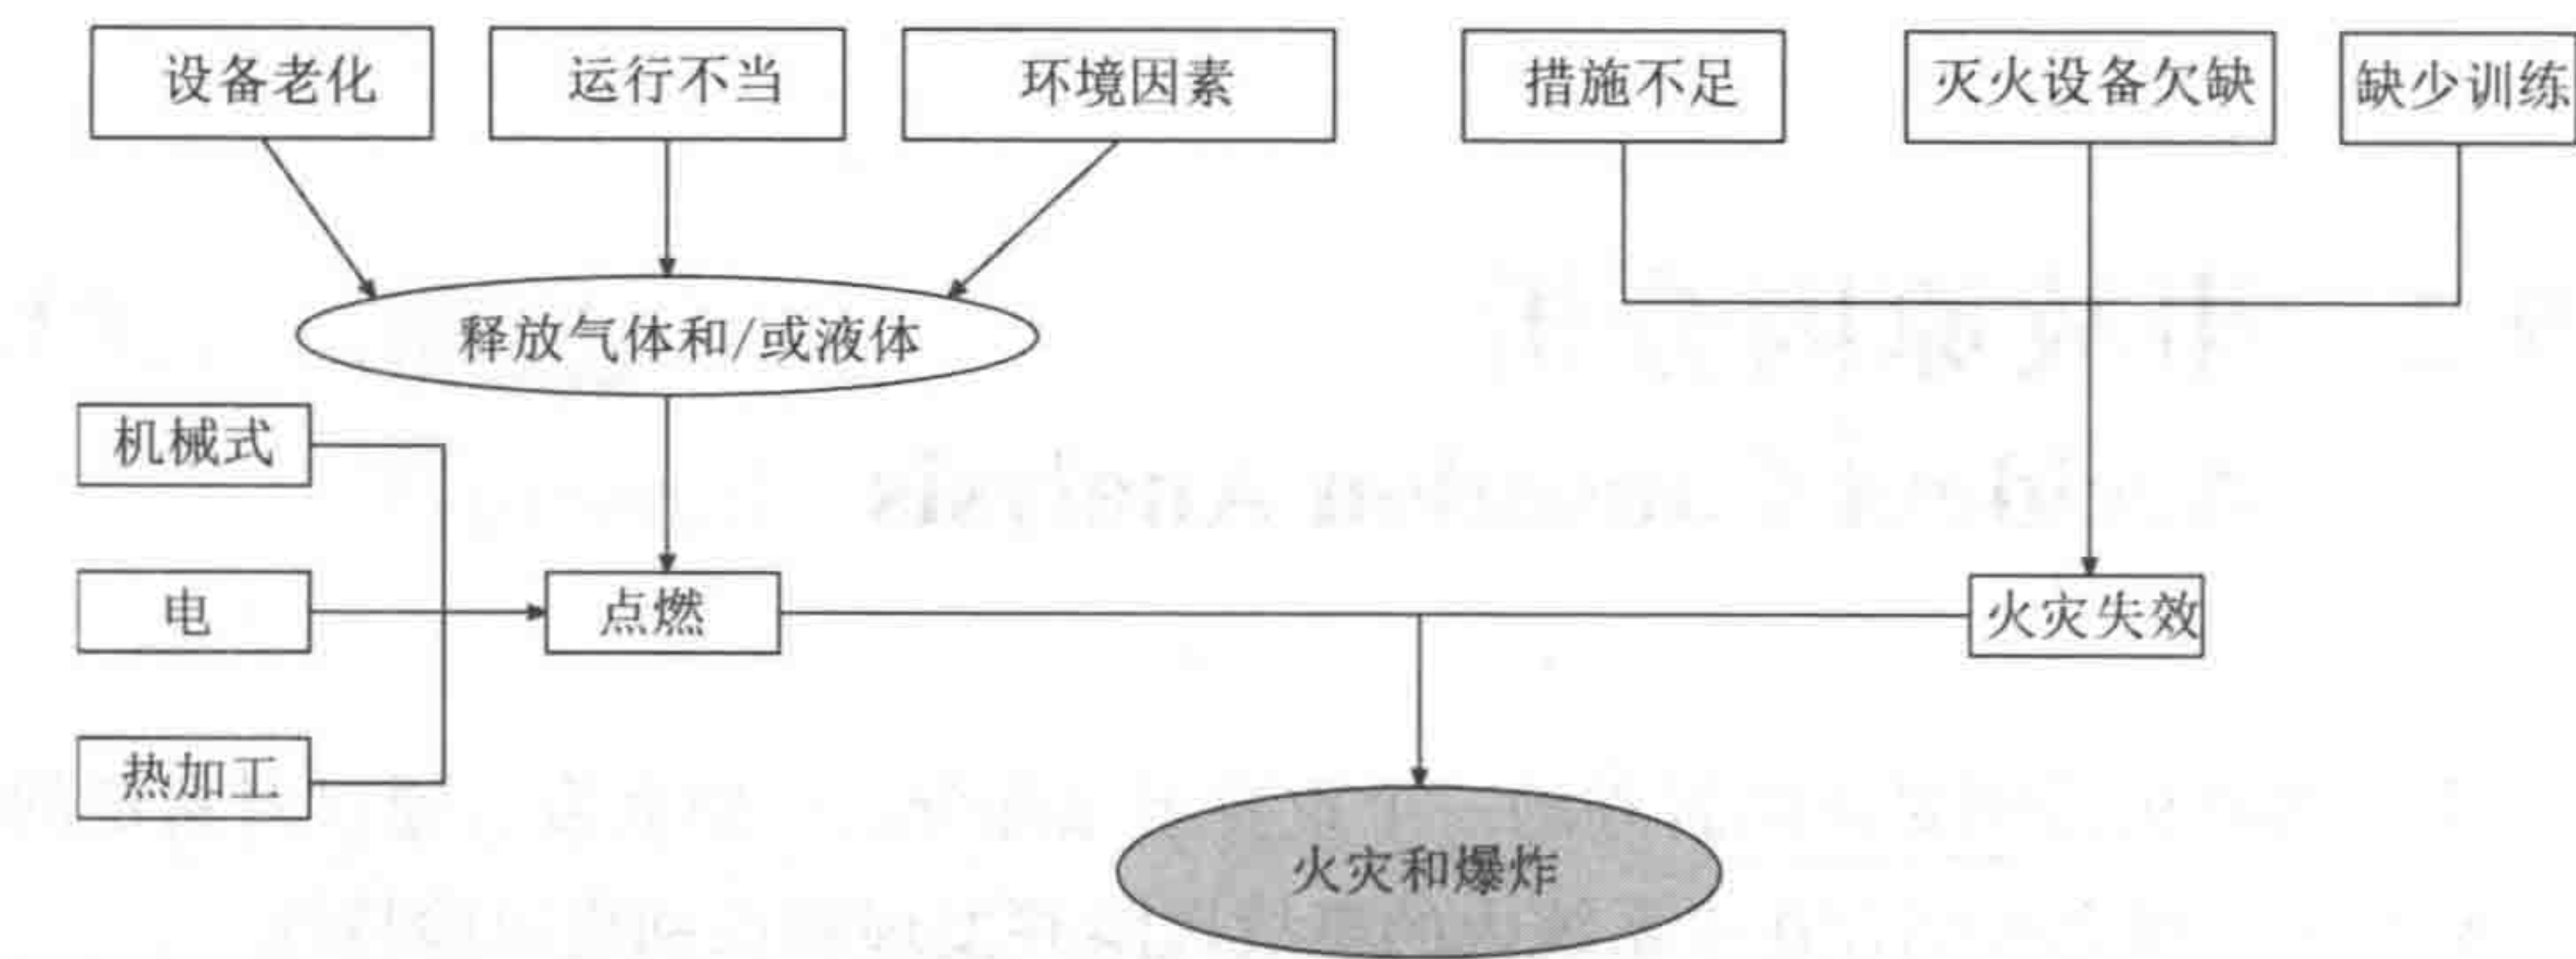 设备老化
运行不当
环境因素
措施不足
灭火设备欠缺
缺少训练
释放气体和/或液体
机械式
电
点燃
火灾失效
热加工
火灾和爆炸